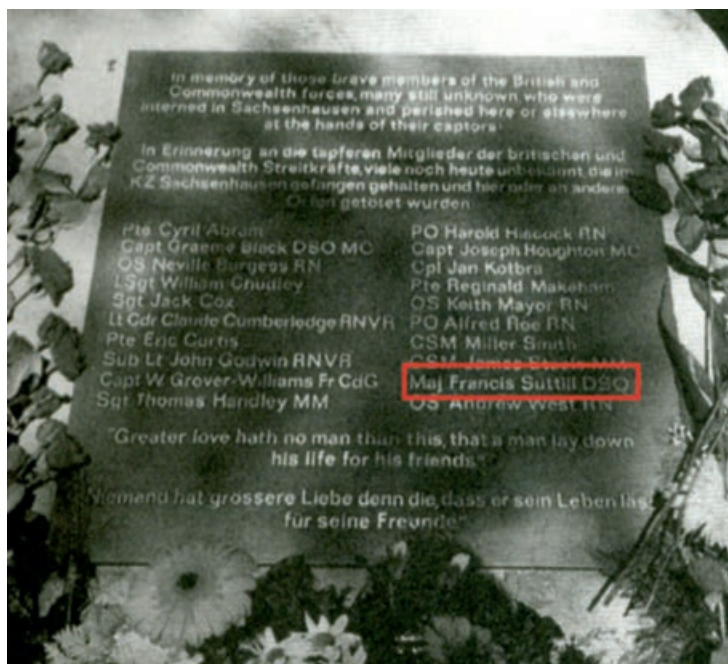 In memory of those brave members of the British and
Commonwealth forces, many still unknown who were
interned in Sachsenhausen and perished here or elsewhere
at the hands of their captors.
In Erinnerung an die tapferen Mitglieder der britischen und
Commonwealth Streitkräfte, viele noch heute unbekannt die im
KZ Sachsenhausen gefangen gehalten und hier oder an anderen
Orten getötet wurden
Pte Cyril Abram
Capt Graeme Black DSO MC
OS Neville Burgess RN
LSgt William Chudley
Sgt Jack Cox
Lt Cdr Claude Cumberledge RNVR
Pte Eric Curtis
Sub Lt John Godwin RNVR
Capt W. Grover-Williams Fr CdG
Sgt Thomas Handley MM
PO Harold Hiscock RN
Capt Joseph Houghton MC
Cpl Jan Kotbra
Pte Reginald Makeham
OS Keith Mayor RN
PO Alfred Roe RN
CSM Miller Smith
CSM James MM
Maj Francis Suttill DSO
OS Andrew West RN
"Greater love hath no man than this, that a man lay down
his life for his friends."
Niemand hat grossere Liebe denn die, dass er sein Leben
für seine Freunde"